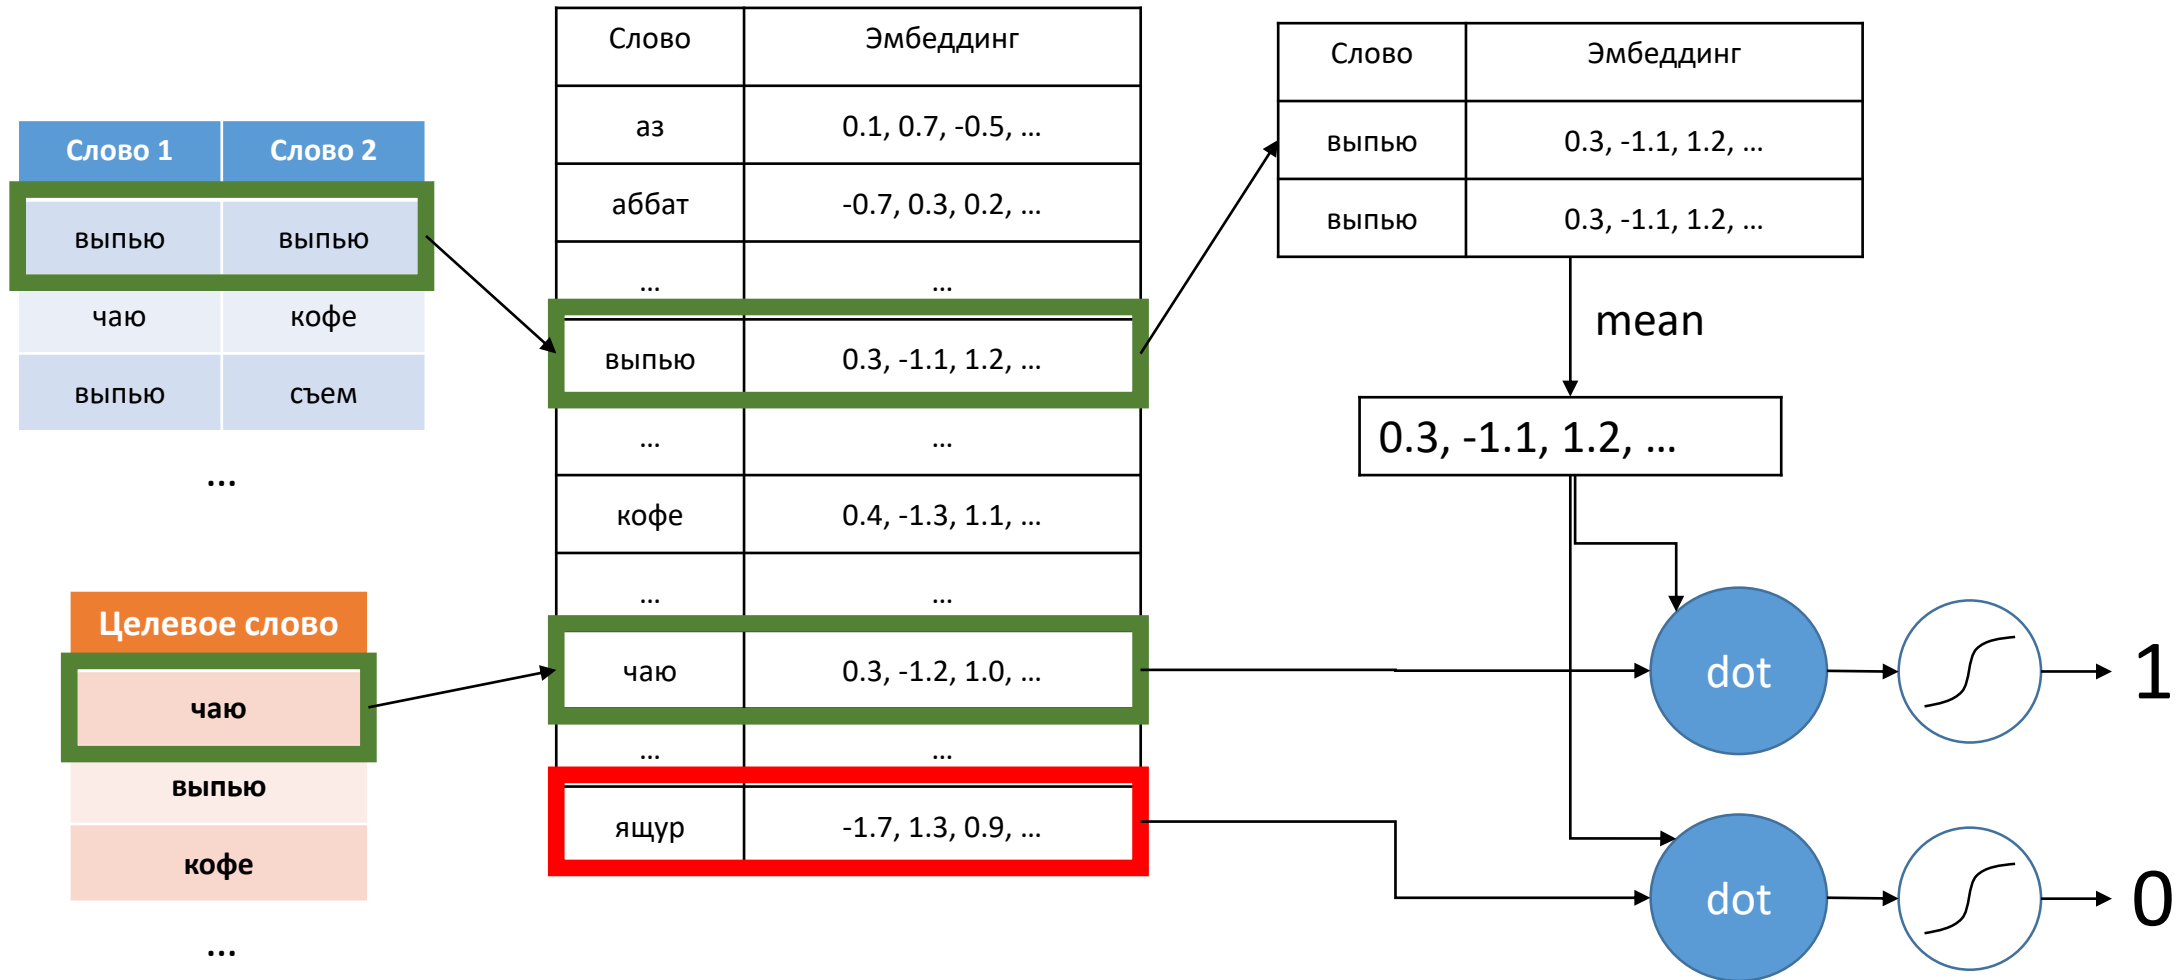 Слово 1 Слово 2
выпью выпью
чаю кофе
выпью съем
...
Целевое слово
чаю
выпью
кофе
...
Слово Эмбеддинг
аз 0.1, 0.7, -0.5, ...
аббат -0.7, 0.3, 0.2, ...
... ...
выпью 0.3, -1.1, 1.2, ...
... ...
кофе 0.4, -1.3, 1.1, ...
... ...
чаю 0.3, -1.2, 1.0, ...
... ...
ящур -1.7, 1.3, 0.9, ...
Слово Эмбеддинг
выпью 0.3, -1.1, 1.2, ...
выпью 0.3, -1.1, 1.2, ...
mean
0.3, -1.1, 1.2, ...
dot 1
dot 0